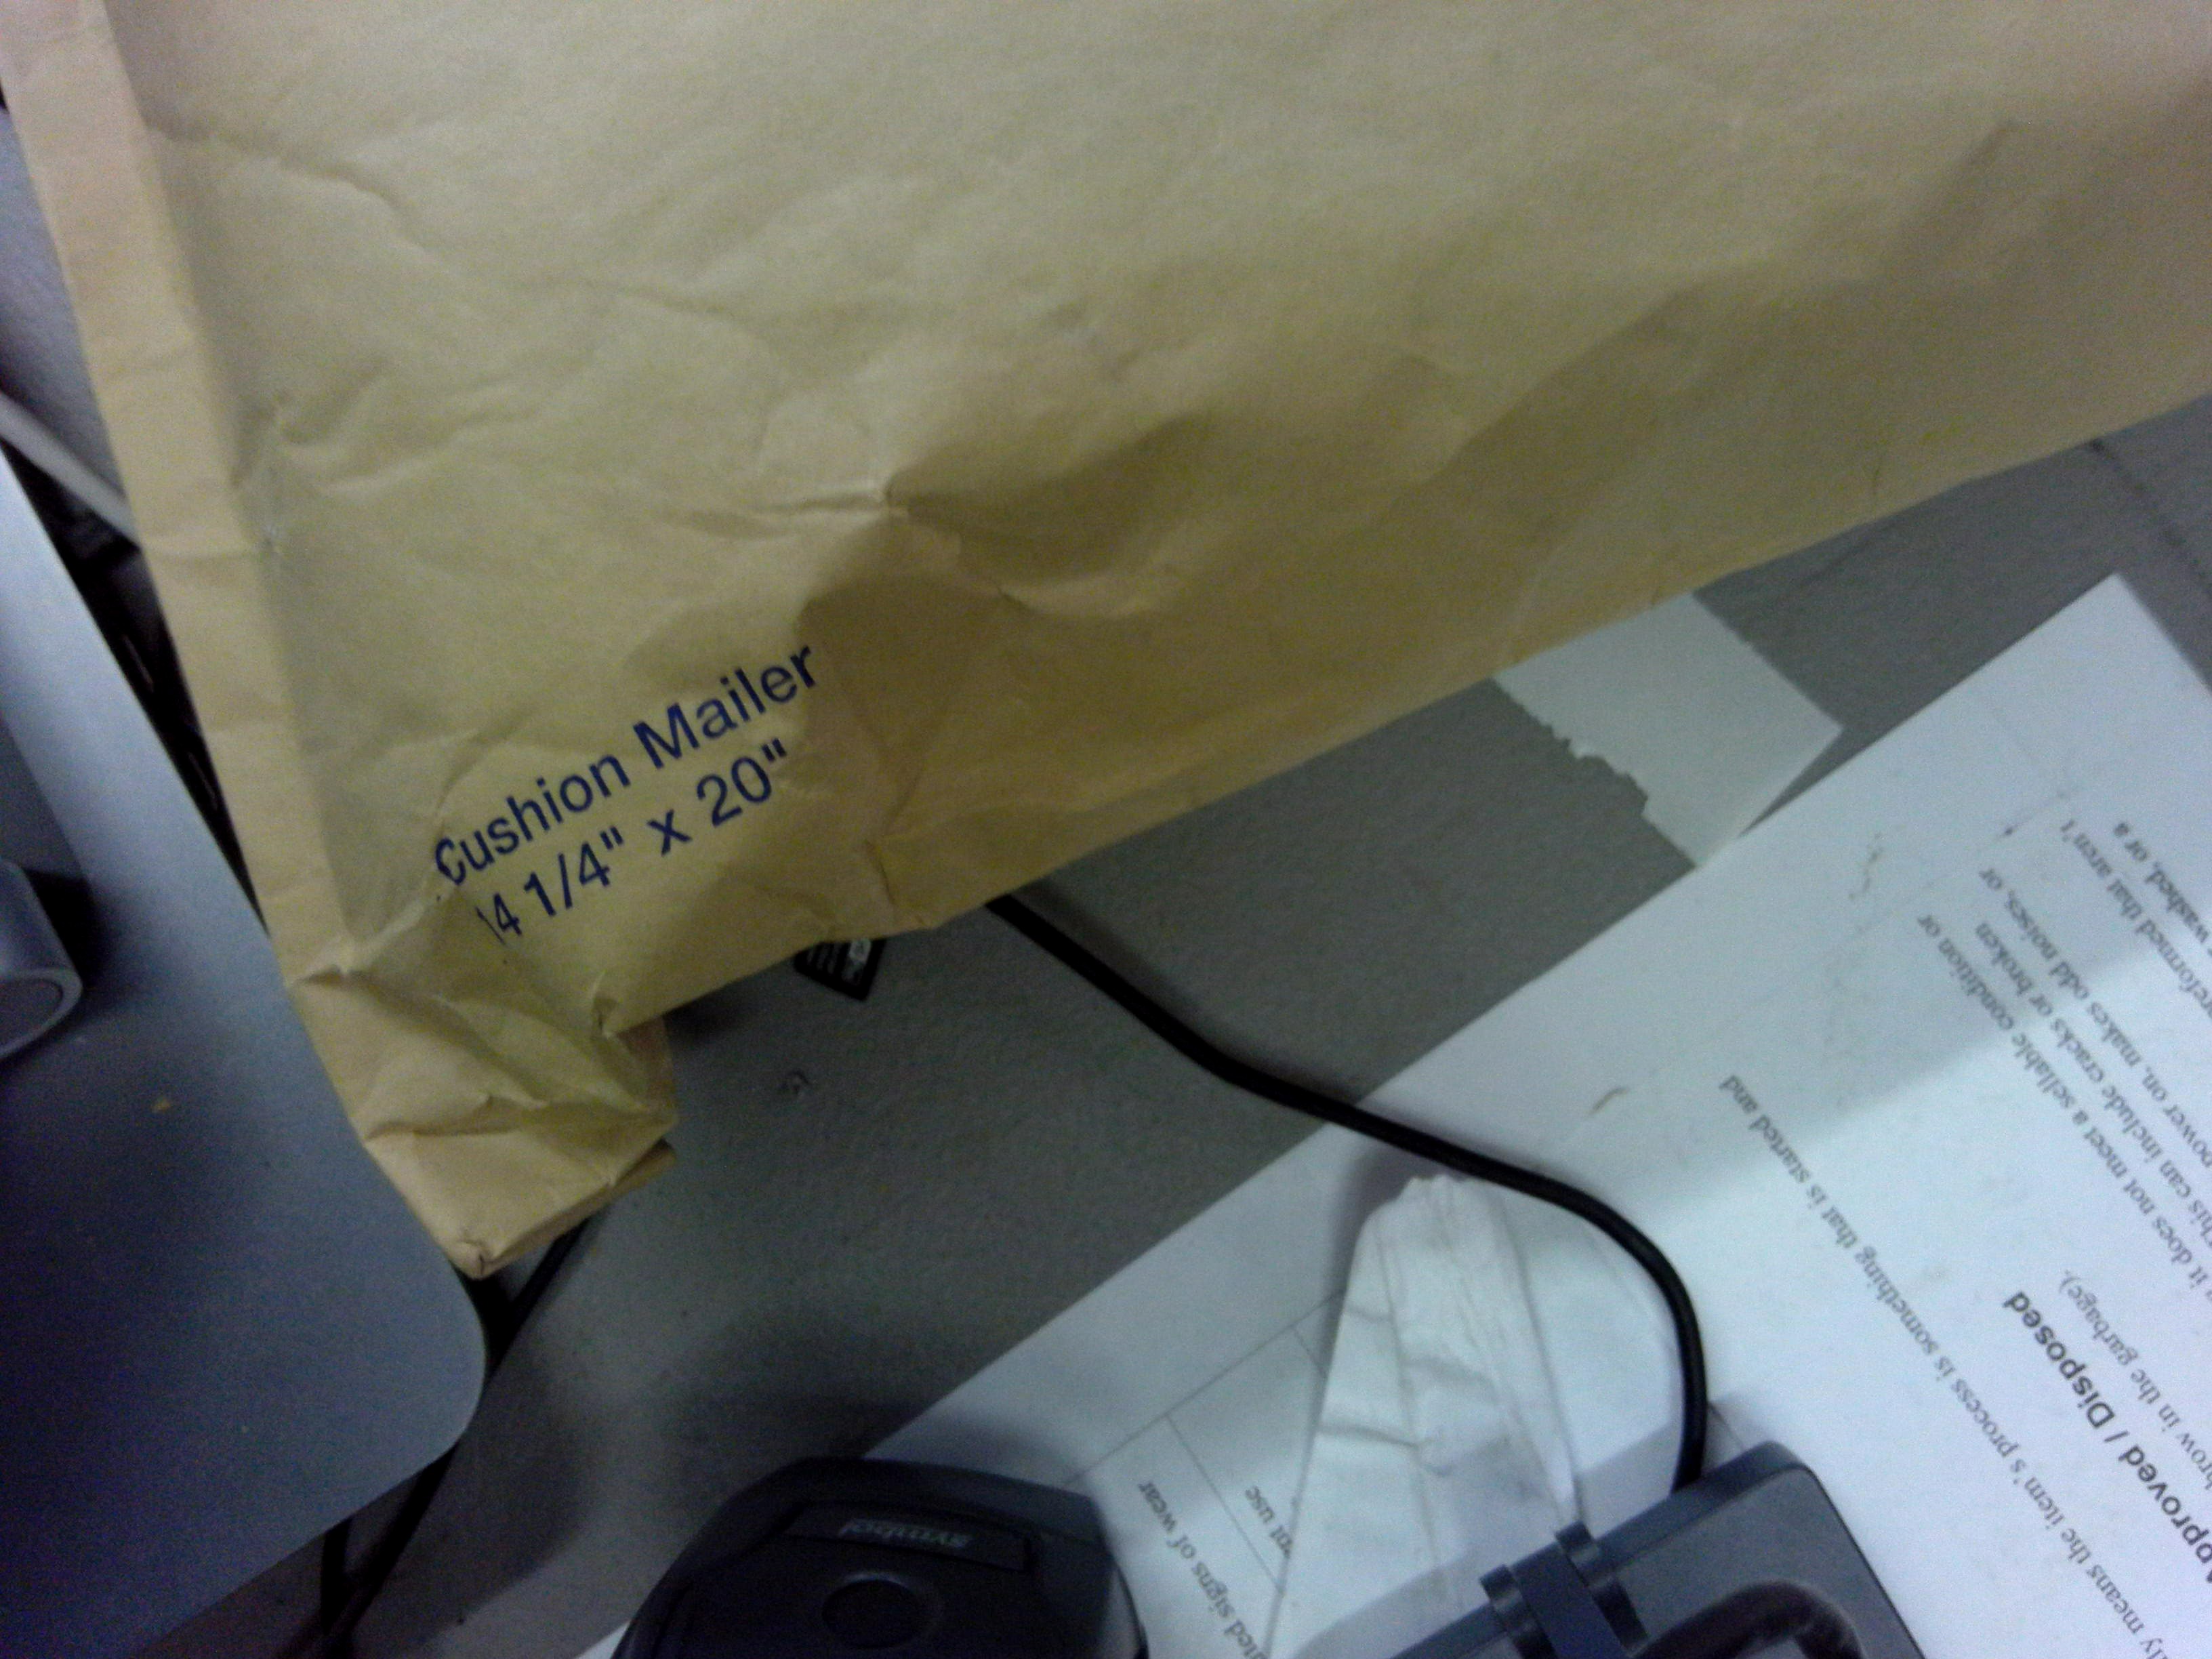 Cushion Mailer
14 1/4" x 20"
symbol
signs of wear
use
means the item's process is something that is started and
Approved / Disposed
in the garbage).
it does not meet a sellable condition or
this can include cracks or broken
power on, makes odd noises, or
that aren't
washed, or a